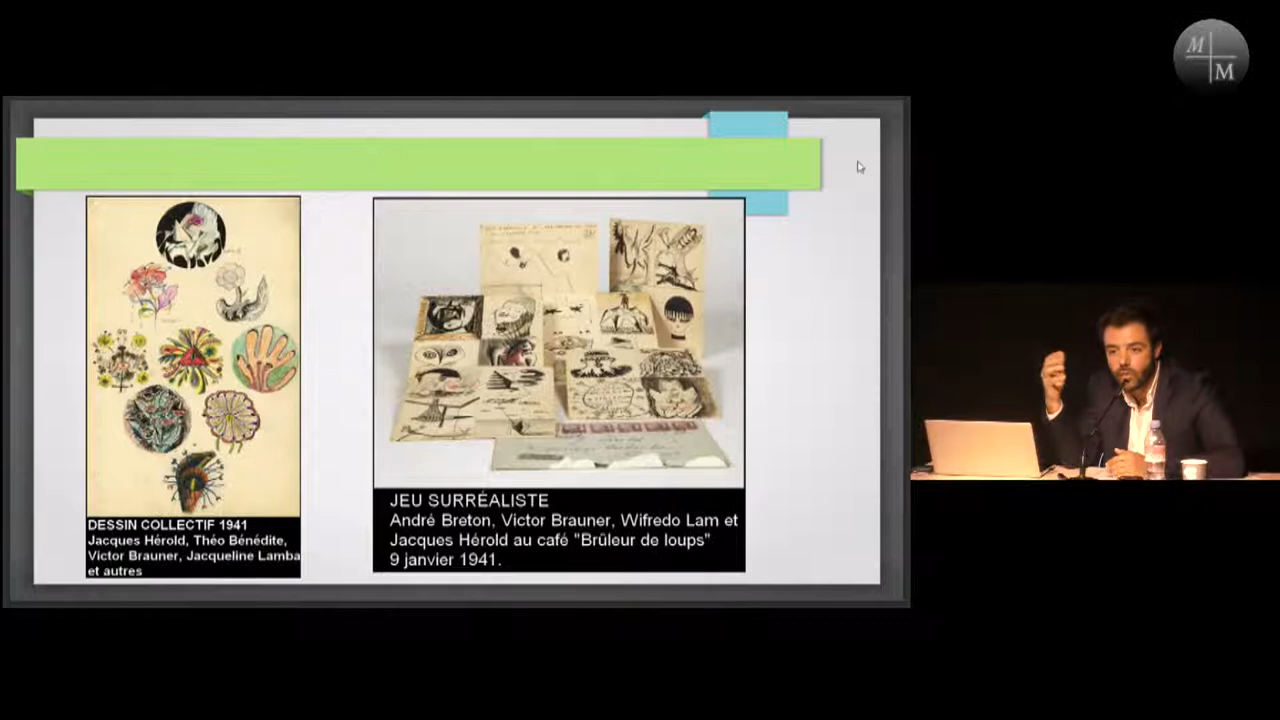 M
M
DESSIN COLLECTIF 1941
Jacques Hérold, Théo Bénédite,
Victor Brauner, Jacqueline Lamba
et autres
JEU SURRÉALISTE
André Breton, Victor Brauner, Wifredo Lam et
Jacques Hérold au café "Brûleur de loups"
9 janvier 1941.